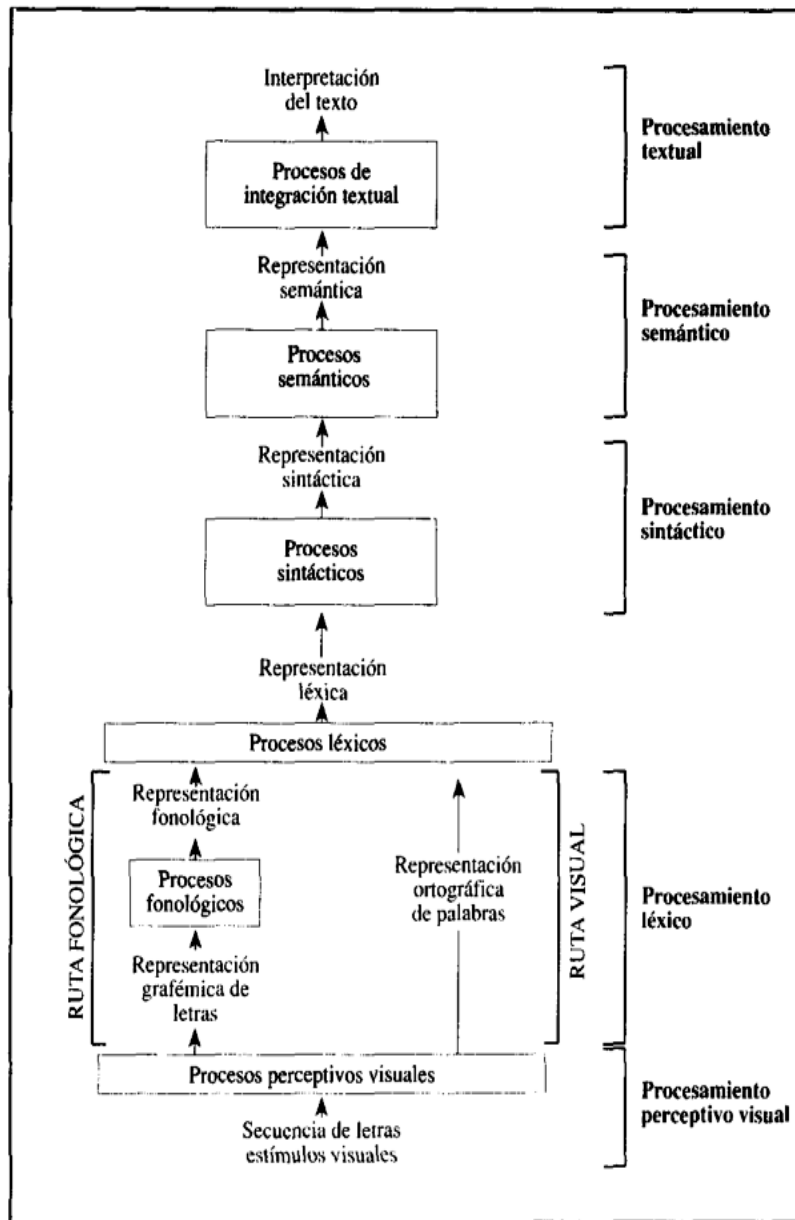 Interpretación
del texto
Procesamiento
textual
Procesos de
integración textual
Representación
semántica
Procesamiento
semántico
Procesos
semánticos
Representación
sintáctica
Procesamiento
sintáctico
Procesos
sintácticos
Representación
léxica
Procesos léxicos
RUTA FONOLÓGICA
Representación
fonológica
Procesos
fonológicos
Representación
grafémica de
letras
Representación
ortográfica
de palabras
RUTA VISUAL
Procesamiento
léxico
Procesos perceptivos visuales
Procesamiento
perceptivo visual
Secuencia de letras
estímulos visuales